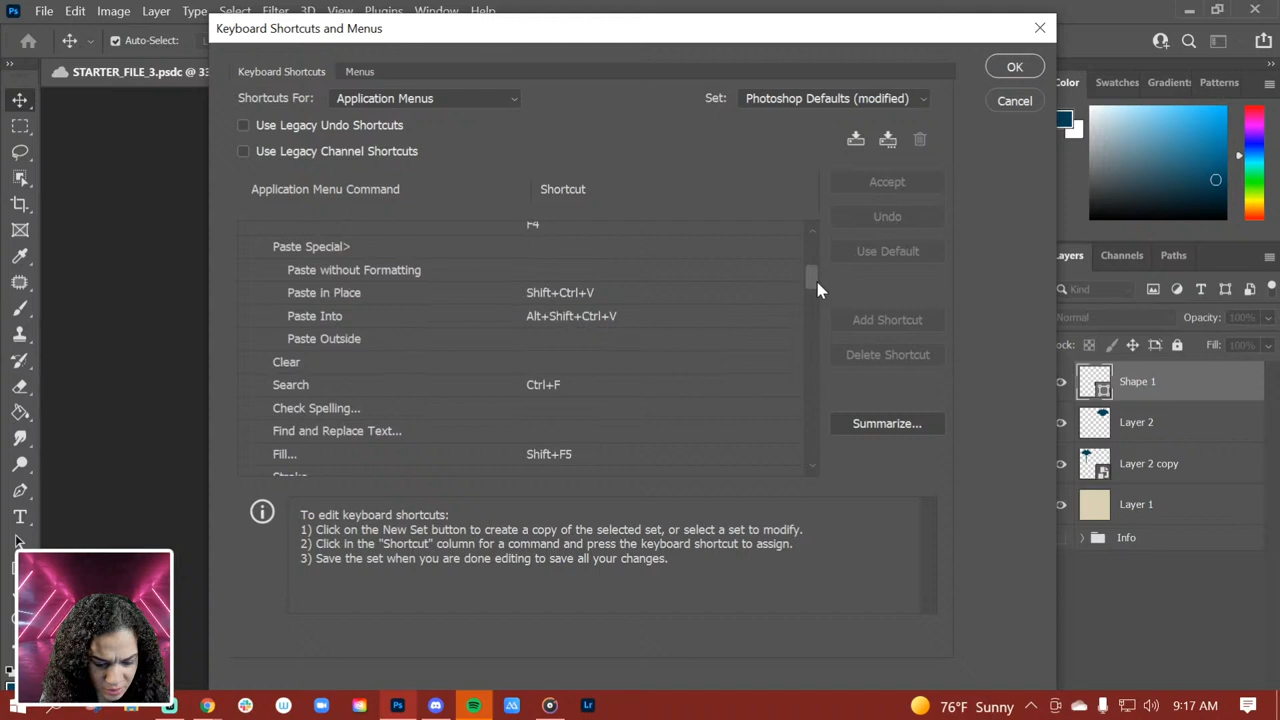 Ps File Edit Image Layer Type Select Filter 3D View Plugins Window Help
Keyboard Shortcuts and Menus
Auto-Select:
STARTER_FILE_3.psdc @ 33
Keyboard Shortcuts Menus
OK
Cancel
Shortcuts For: Application Menus
Set: Photoshop Defaults (modified)
Use Legacy Undo Shortcuts
Use Legacy Channel Shortcuts
Application Menu Command Shortcut
Accept
Undo
Use Default
Add Shortcut
Delete Shortcut
Summarize...
F4
Paste Special>
Paste without Formatting
Paste in Place Shift+Ctrl+V
Paste Into Alt+Shift+Ctrl+V
Paste Outside
Clear
Search Ctrl+F
Check Spelling...
Find and Replace Text...
Fill... Shift+F5
To edit keyboard shortcuts:
1) Click on the New Set button to create a copy of the selected set, or select a set to modify.
2) Click in the "Shortcut" column for a command and press the keyboard shortcut to assign.
3) Save the set when you are done editing to save all your changes.
Color Swatches Gradients Patterns
Layers Channels Paths
Kind
Normal Opacity: 100%
Lock: Fill: 100%
Shape 1
Layer 2
Layer 2 copy
Layer 1
Info
Ps Lr 76°F Sunny 9:17 AM